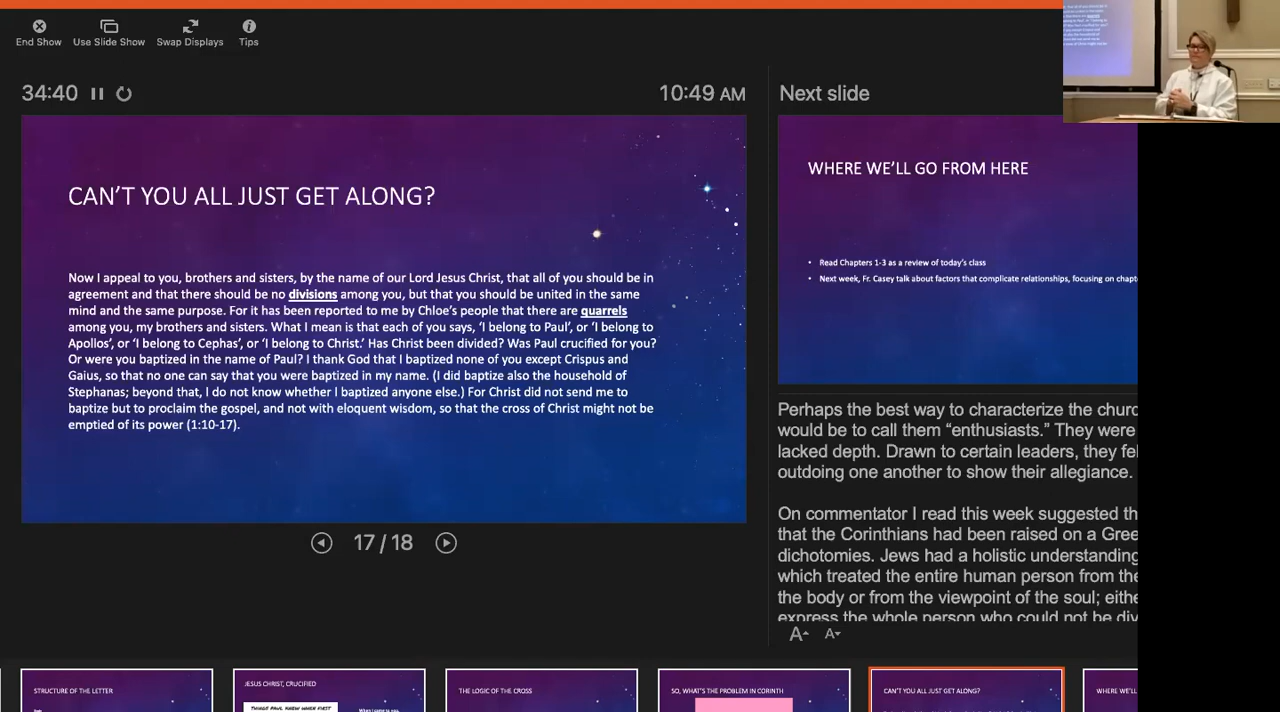 End Show Use Slide Show Swap Displays Tips
34:40 10:49 AM Next slide
CAN'T YOU ALL JUST GET ALONG?
Now I appeal to you, brothers and sisters, by the name of our Lord Jesus Christ, that all of you should be in
agreement and that there should be no divisions among you, but that you should be united in the same
mind and the same purpose. For it has been reported to me by Chloe's people that there are quarrels
among you, my brothers and sisters. What I mean is that each of you says, 'I belong to Paul', or 'I belong to
Apollos', or 'I belong to Cephas', or 'I belong to Christ.' Has Christ been divided? Was Paul crucified for you?
Or were you baptized in the name of Paul? I thank God that I baptized none of you except Crispus and
Gaius, so that no one can say that you were baptized in my name. (I did baptize also the household of
Stephanas; beyond that, I do not know whether I baptized anyone else.) For Christ did not send me to
baptize but to proclaim the gospel, and not with eloquent wisdom, so that the cross of Christ might not be
emptied of its power (1:10-17).
17 / 18
WHERE WE'LL GO FROM HERE
• Read Chapters 1-3 as a review of today's class
• Next week, Fr. Casey talk about factors that complicate relationships, focusing on chapt
Perhaps the best way to characterize the churc
would be to call them "enthusiasts." They were
lacked depth. Drawn to certain leaders, they fel
outdoing one another to show their allegiance.
On commentator I read this week suggested th
that the Corinthians had been raised on a Gree
dichotomies. Jews had a holistic understanding
which treated the entire human person from the
the body or from the viewpoint of the soul; eithe
express the whole person who could not be div
A A
STRUCTURE OF THE LETTER
JESUS CHRIST, CRUCIFIED
THINGS PAUL KNEW WHEN FIRST
THE LOGIC OF THE CROSS
SO, WHAT'S THE PROBLEM IN CORINTH
CAN'T YOU ALL JUST GET ALONG?
WHERE WE'LL